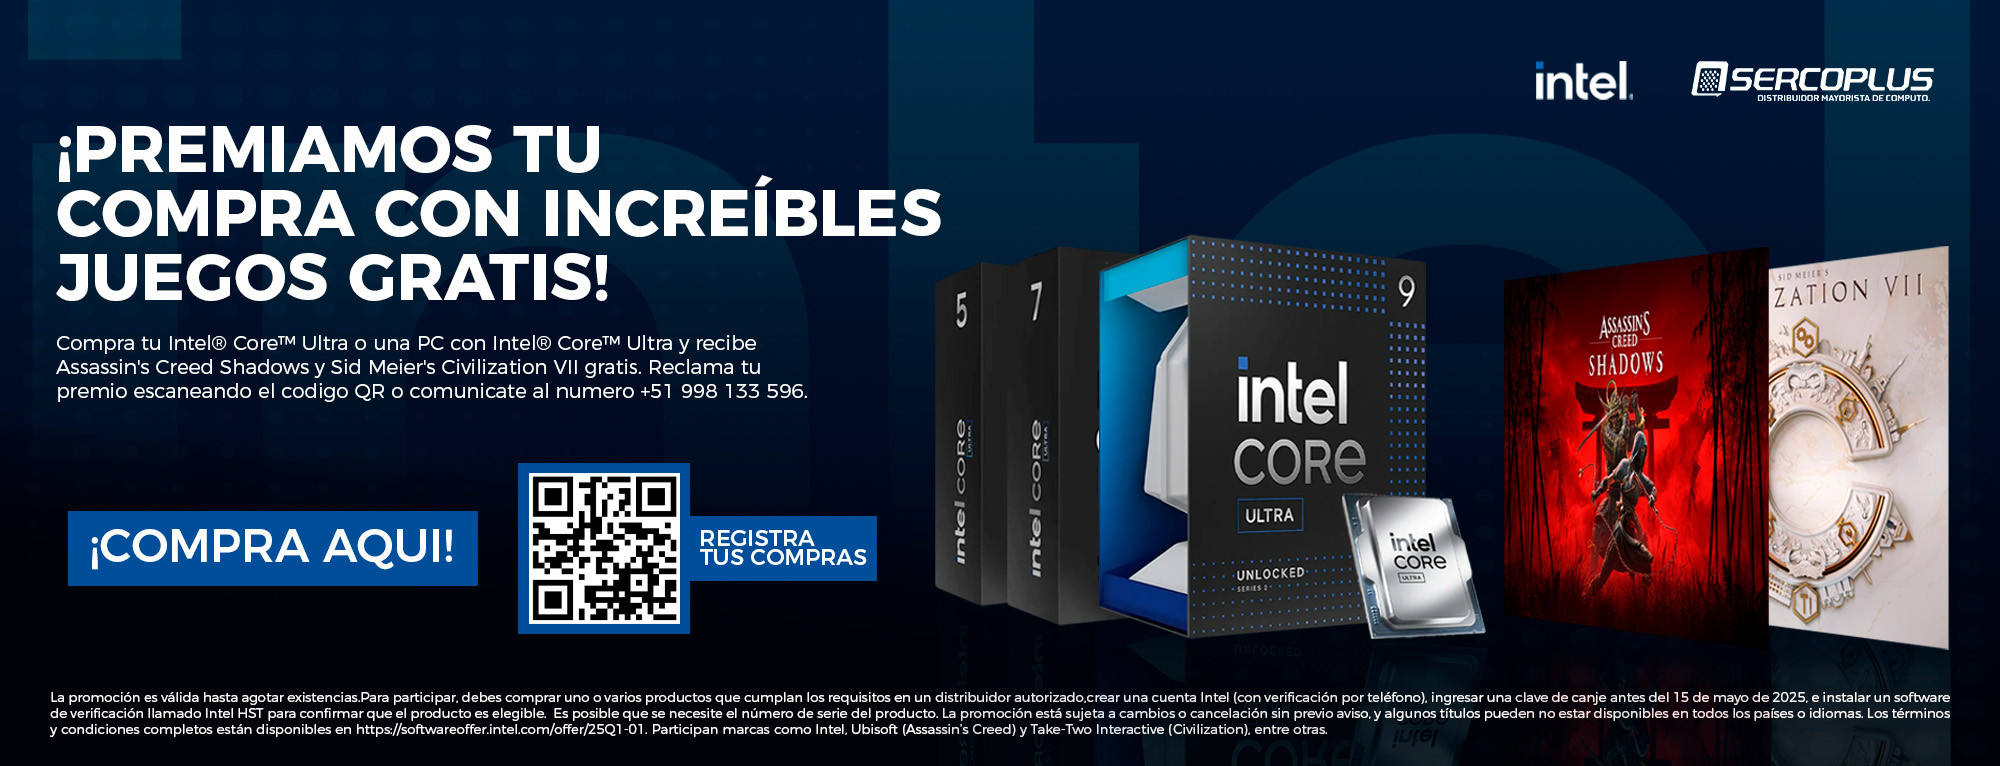 intel.
SERCOPLUS
DISTRIBUIDOR MAYORISTA DE COMPUTO.
¡PREMIAMOS TU
COMPRA CON INCREÍBLES
JUEGOS GRATIS!
Compra tu Intel® Core™ Ultra o una PC con Intel® Core™ Ultra y recibe
Assassin's Creed Shadows y Sid Meier's Civilization VII gratis. Reclama tu
premio escaneando el codigo QR o comunicate al numero +51 998 133 596.
¡COMPRA AQUI!
REGISTRA
TUS COMPRAS
5
intel CORE
ULTRA
7
intel CORE
ULTRA
9
intel
CORE
ULTRA
UNLOCKED
SERIES 2
intel
CORE
ULTRA
ASSASSIN'S
CREED
SHADOWS
SID MEIER'S
ZATION VII
La promoción es válida hasta agotar existencias.Para participar, debes comprar uno o varios productos que cumplan los requisitos en un distribuidor autorizado,crear una cuenta Intel (con verificación por teléfono), ingresar una clave de canje antes del 15 de mayo de 2025, e instalar un software
de verificación llamado Intel HST para confirmar que el producto es elegible. Es posible que se necesite el número de serie del producto. La promoción está sujeta a cambios o cancelación sin previo aviso, y algunos títulos pueden no estar disponibles en todos los países o idiomas. Los términos
y condiciones completos están disponibles en https://softwareoffer.intel.com/offer/25Q1-01. Participan marcas como Intel, Ubisoft (Assassin's Creed) y Take-Two Interactive (Civilization), entre otras.